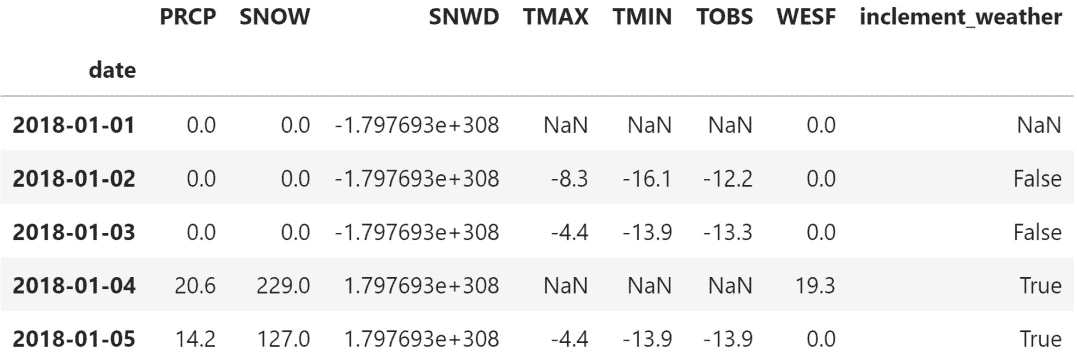 PRCP SNOW SNWD TMAX TMIN TOBS WESF inclement_weather
date
2018-01-01 0.0 0.0 -1.797693e+308 NaN NaN NaN 0.0 NaN
2018-01-02 0.0 0.0 -1.797693e+308 -8.3 -16.1 -12.2 0.0 False
2018-01-03 0.0 0.0 -1.797693e+308 -4.4 -13.9 -13.3 0.0 False
2018-01-04 20.6 229.0 1.797693e+308 NaN NaN NaN 19.3 True
2018-01-05 14.2 127.0 1.797693e+308 -4.4 -13.9 -13.9 0.0 True